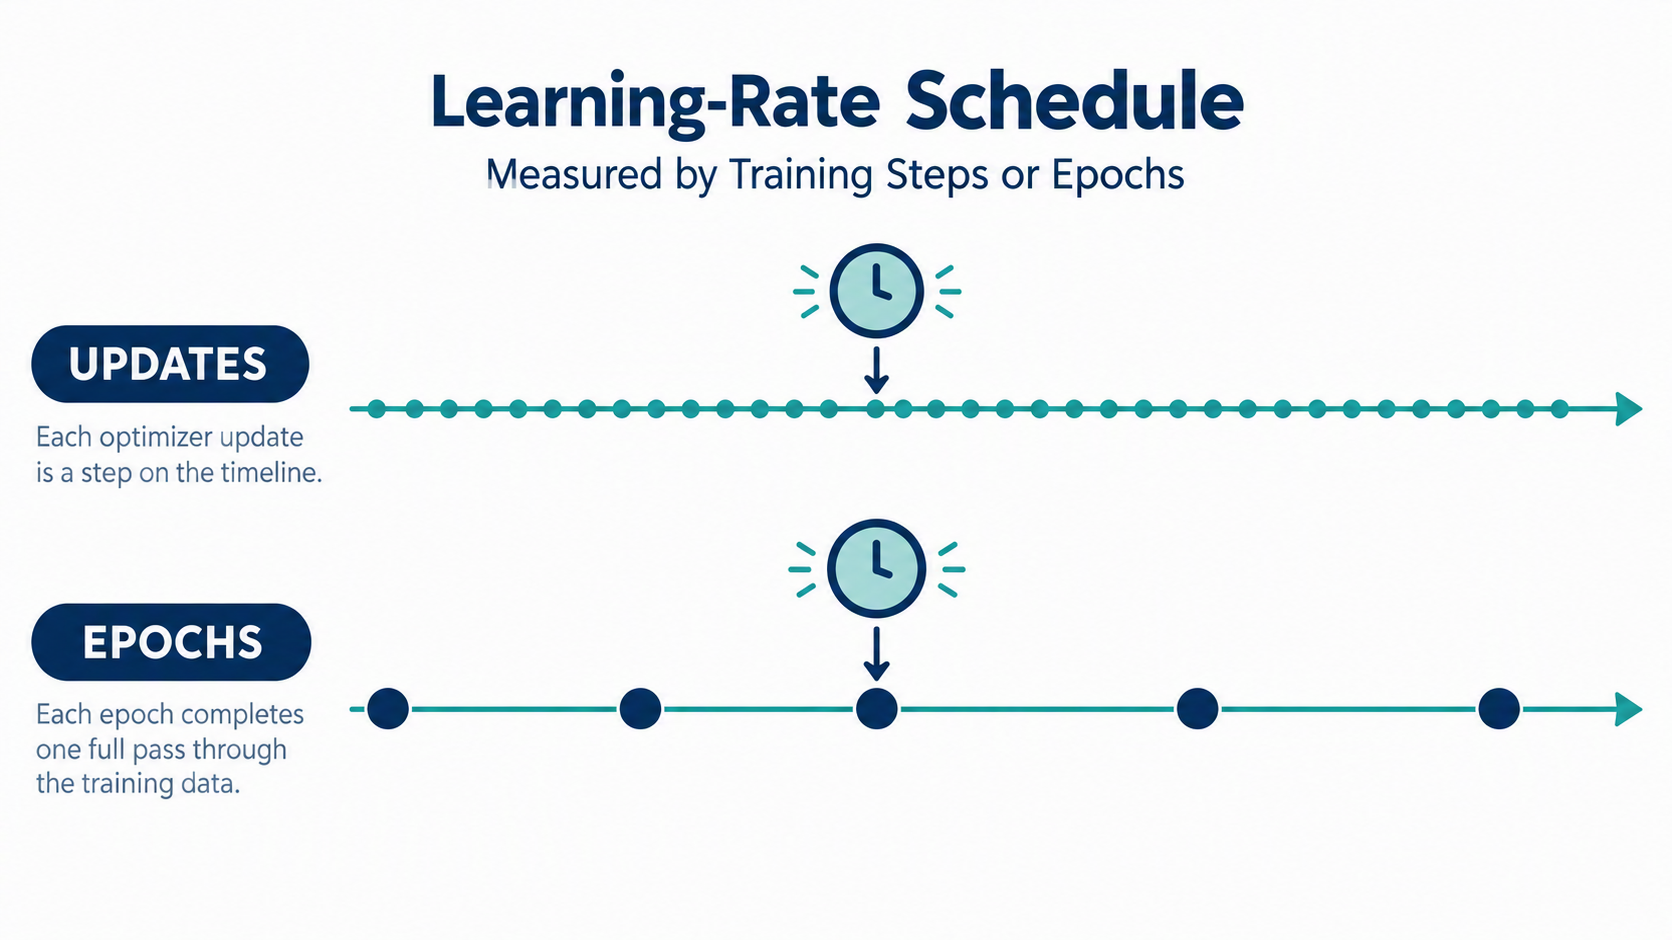 Learning-Rate Schedule
Measured by Training Steps or Epochs
UPDATES
Each optimizer update
is a step on the timeline.
EPOCHS
Each epoch completes
one full pass through
the training data.